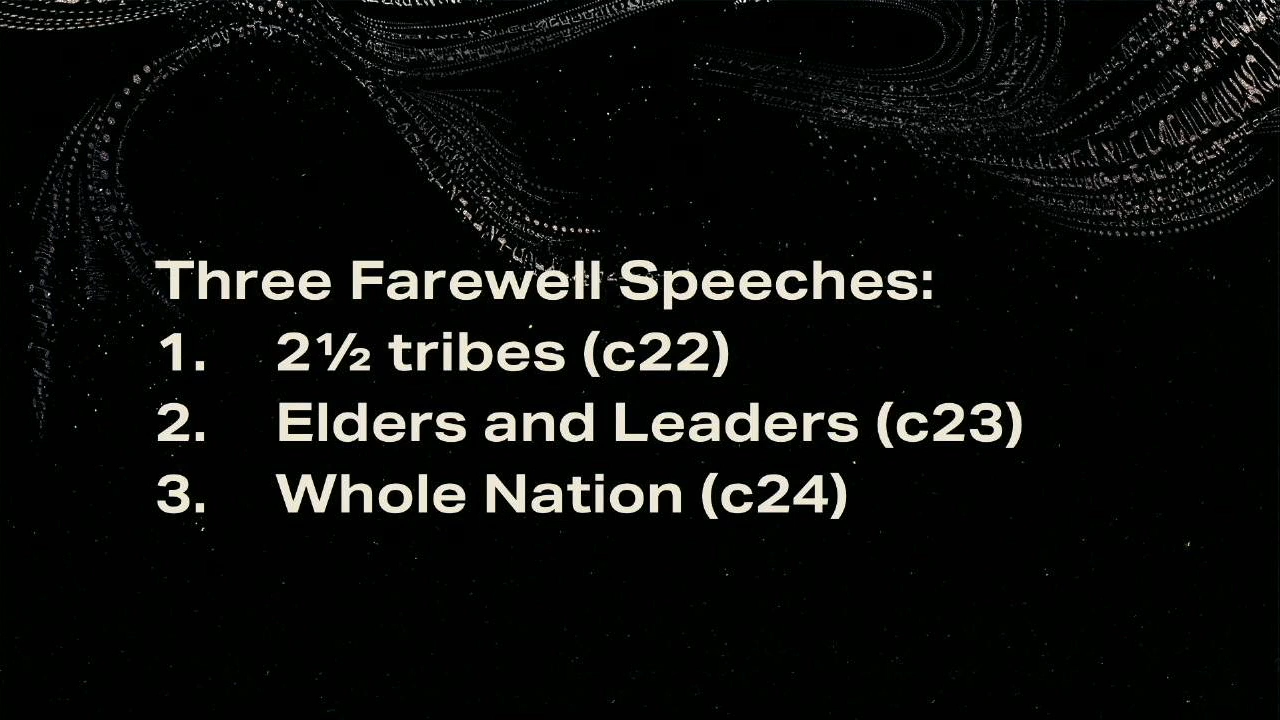 Three Farewell Speeches:
1. 2½ tribes (c22)
2. Elders and Leaders (c23)
3. Whole Nation (c24)